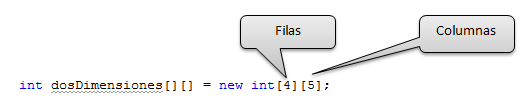 Filas
Columnas
int dosDimensiones[][] = new int[4][5];